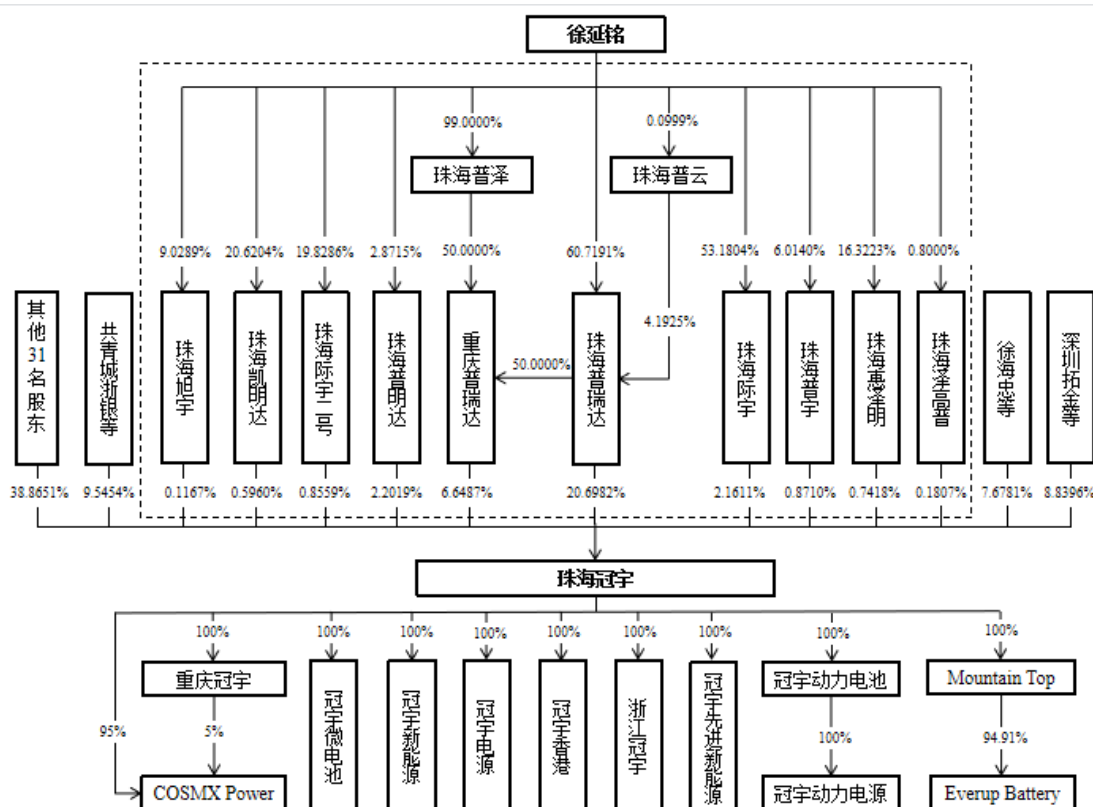 徐延铭
99.0000%
0.0999%
珠海普泽
珠海普云
9.0289%
20.6204%
19.8286%
2.8715%
50.0000%
60.7191%
53.1804%
6.0140%
16.3223%
0.8000%
4.1925%
50.0000%
其他31名股东
共青城浙银等
珠海旭宇
珠海凯明达
珠海际宇二号
珠海普明达
重庆普瑞达
珠海普瑞达
珠海际宇
珠海普宇
珠海惠泽明
珠海泽高普
徐海忠等
深圳拓金等
38.8651%
9.5454%
0.1167%
0.5960%
0.8559%
2.2019%
6.6487%
20.6982%
2.1611%
0.8710%
0.7418%
0.1807%
7.6781%
8.8396%
珠海冠宇
100%
100%
100%
100%
100%
100%
100%
100%
100%
重庆冠宇
冠宇微电池
冠宇新能源
冠宇电源
冠宇香港
浙江冠宇
冠宇先进新能源
冠宇动力电池
Mountain Top
95%
5%
100%
94.91%
COSMX Power
冠宇动力电源
Everup Battery